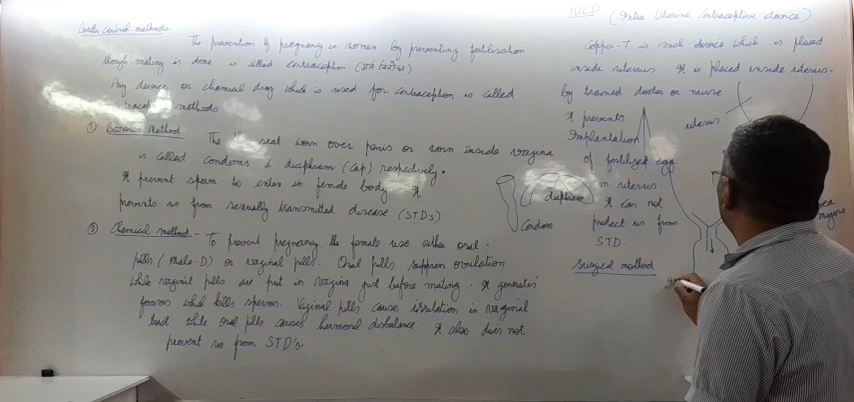 Birth Control methods.
The prevention of pregnancy in women by preventing fertilisation
though mating is done is called contraception
Any device or chemical drug which is used for contraception is called
contraceptive methods
① Barrier Method
The seat worn over penis or worn inside vagina
is called Condoms & diaphram (Cap) respectively.
It prevent sperm to enter in female body. It
prevents us from sexually transmitted disease (STD's)
Condom
diaphram
② Chemical method - To prevent pregnancy the female use either oral
pills (Mala-D) or vaginal pills. Oral pills suppress ovulation
while vaginal pills are put in vagina just before mating. It generates
foams which kills sperms. Vaginal pills cause irritation in vaginal
tract while oral pills causes hormonal disbalance. It also does not
prevent us from STD's
IUCD (Intra Uterine Contraceptive device)
Copper-T is such device which is placed
inside uterus. It is placed inside uterus.
by trained doctor or nurse
It prevents
Implantation
of fertilized egg
in uterus
It can not
protect us from
STD.
uterus
majora
Surgical method